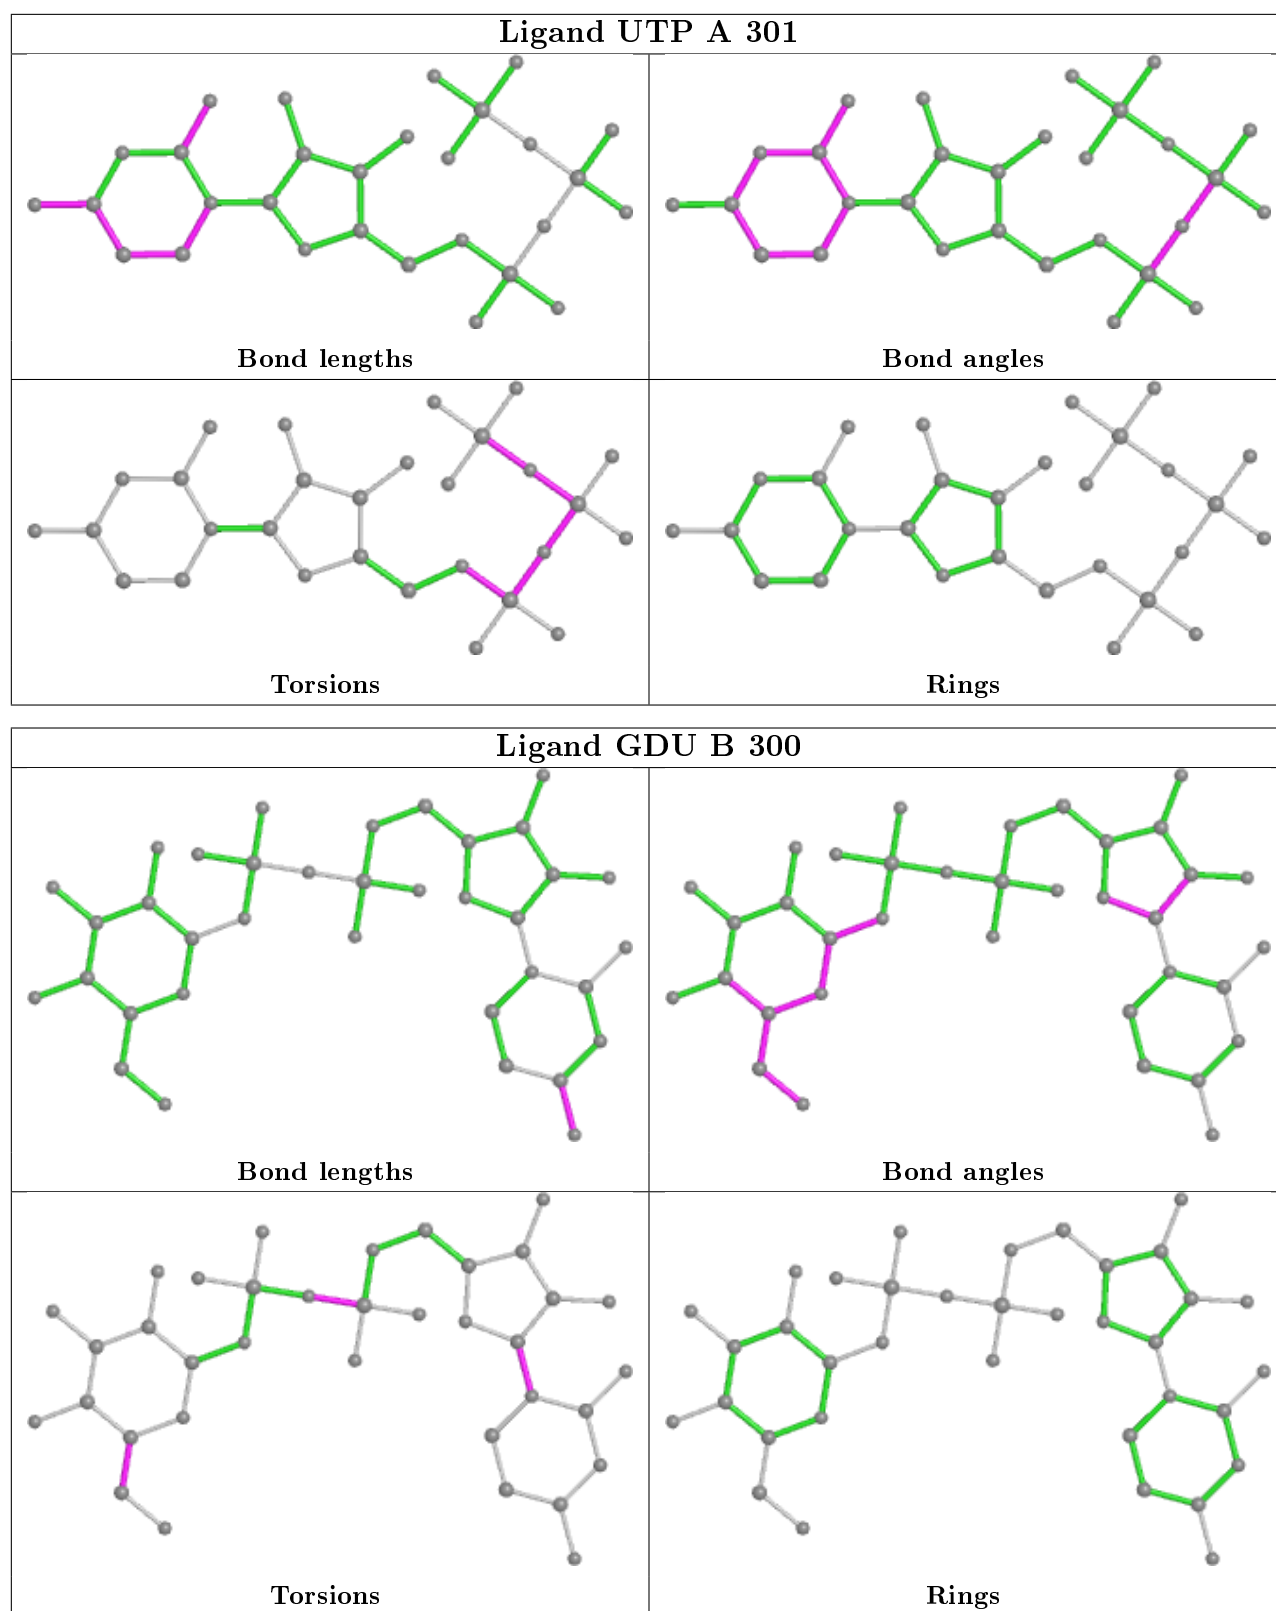 Ligand UTP A 301
Bond lengths
Bond angles
Torsions
Rings
Ligand GDU B 300
Bond lengths
Bond angles
Torsions
Rings